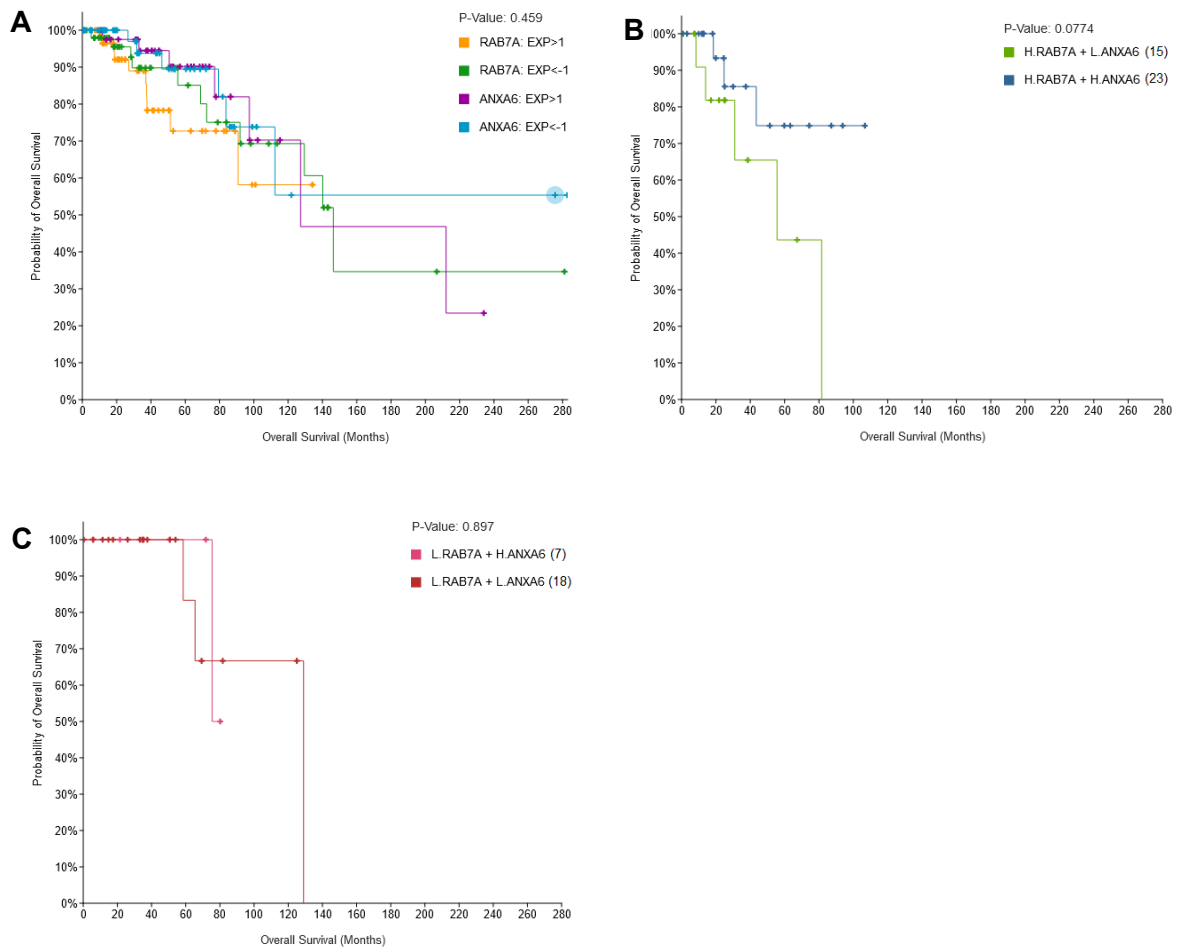 A
P-Value: 0.459
RAB7A: EXP>1
RAB7A: EXP<-1
ANXA6: EXP>1
ANXA6: EXP<-1
Probability of Overall Survival
100%
90%
80%
70%
60%
50%
40%
30%
20%
10%
0%
0 20 40 60 80 100 120 140 160 180 200 220 240 260 280
Overall Survival (Months)
B
P-Value: 0.0774
H.RAB7A + L.ANXA6 (15)
H.RAB7A + H.ANXA6 (23)
Probability of Overall Survival
100%
90%
80%
70%
60%
50%
40%
30%
20%
10%
0%
0 20 40 60 80 100 120 140 160 180 200 220 240 260 280
Overall Survival (Months)
C
P-Value: 0.897
L.RAB7A + H.ANXA6 (7)
L.RAB7A + L.ANXA6 (18)
Probability of Overall Survival
100%
90%
80%
70%
60%
50%
40%
30%
20%
10%
0%
0 20 40 60 80 100 120 140 160 180 200 220 240 260 280
Overall Survival (Months)